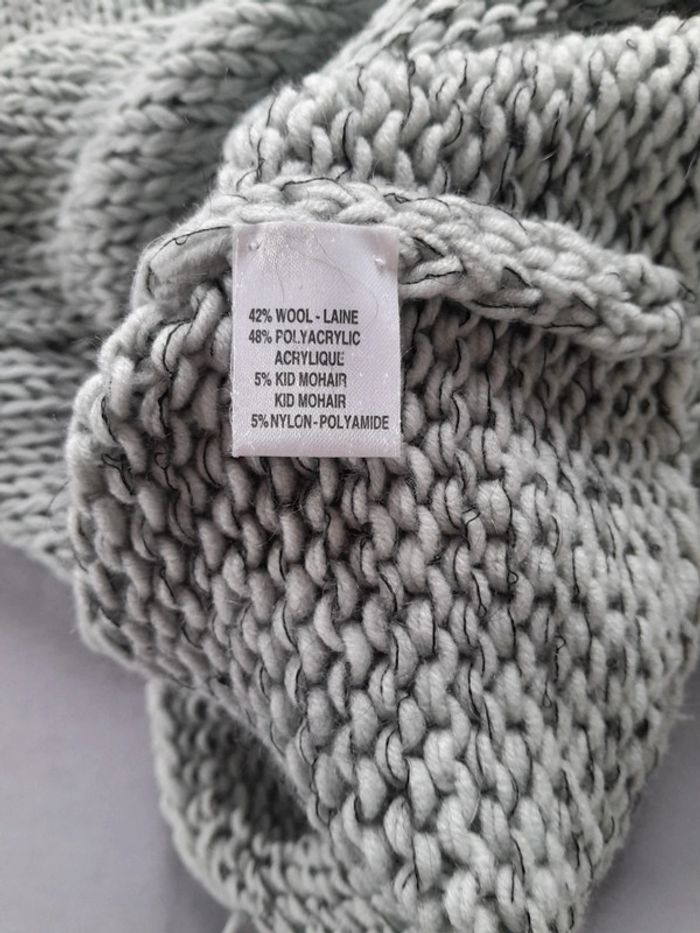 42% WOOL - LAINE
48% POLYACRYLIC
ACRYLIQUE
5% KID MOHAIR
KID MOHAIR
5% NYLON-POLYAMIDE